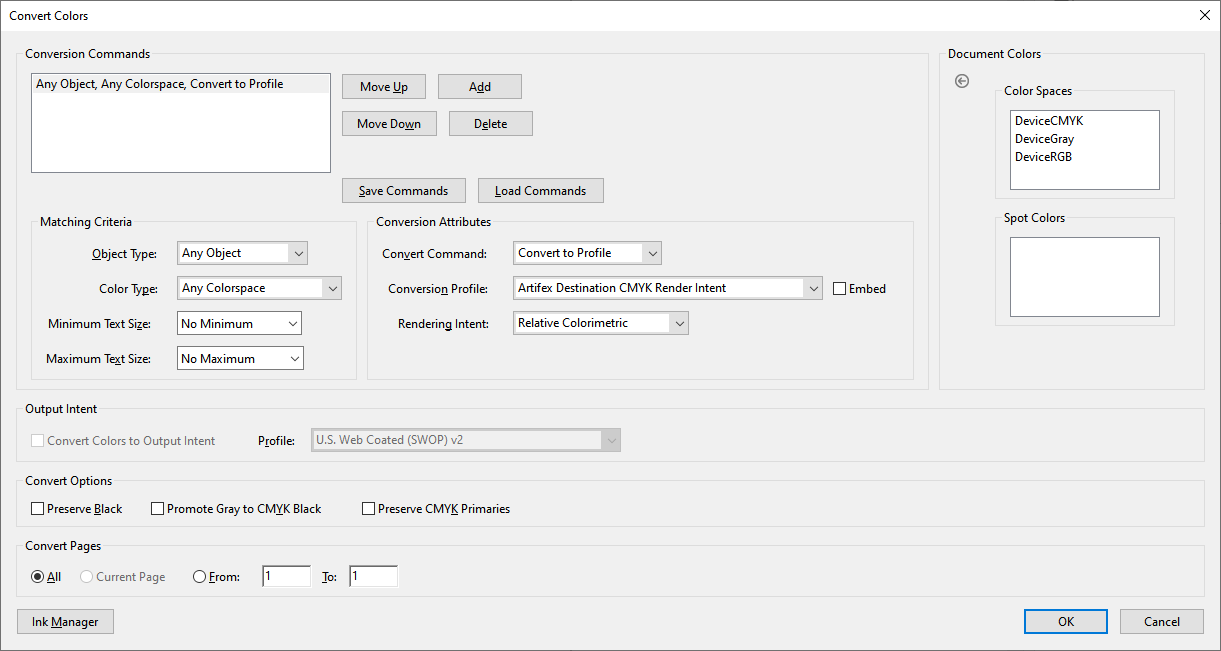 Convert Colors
Conversion Commands
Any Object, Any Colorspace, Convert to Profile
Move Up
Add
Move Down
Delete
Save Commands
Load Commands
Matching Criteria
Object Type: Any Object
Color Type: Any Colorspace
Minimum Text Size: No Minimum
Maximum Text Size: No Maximum
Conversion Attributes
Convert Command: Convert to Profile
Conversion Profile: Artifex Destination CMYK Render Intent Embed
Rendering Intent: Relative Colorimetric
Document Colors
Color Spaces
DeviceCMYK
DeviceGray
DeviceRGB
Spot Colors
Output Intent
Convert Colors to Output Intent Profile: U.S. Web Coated (SWOP) v2
Convert Options
Preserve Black Promote Gray to CMYK Black Preserve CMYK Primaries
Convert Pages
All Current Page From: 1 To: 1
Ink Manager OK Cancel